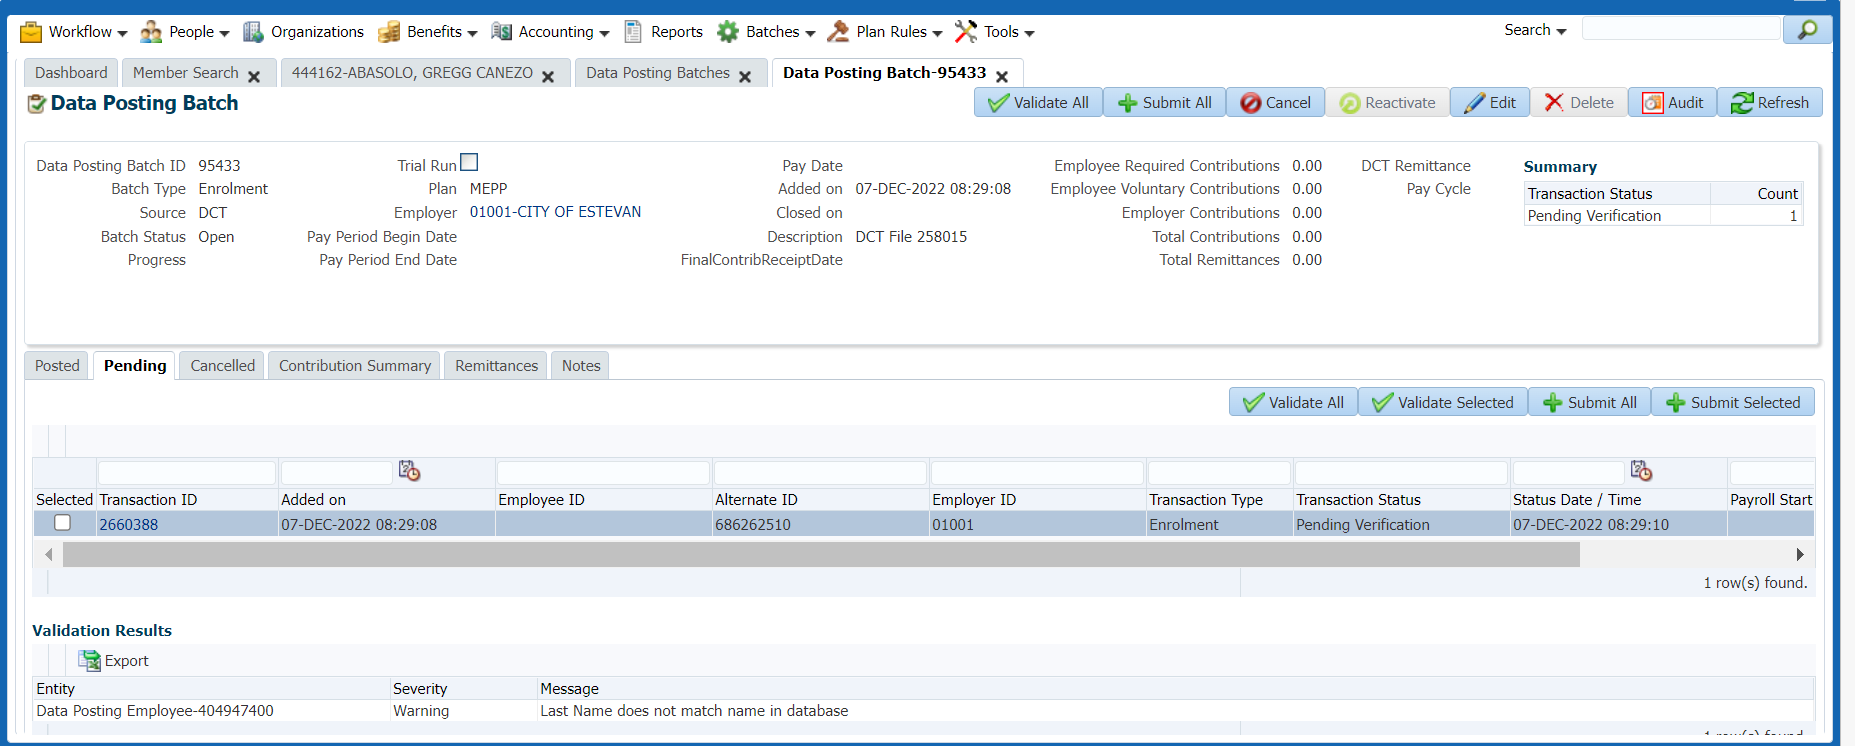 Workflow People Organizations Benefits Accounting Reports Batches Plan Rules Tools Search
Dashboard Member Search 444162-ABASOLO, GREGG CANEZO Data Posting Batches Data Posting Batch-95433
Data Posting Batch Validate All Submit All Cancel Reactivate Edit Delete Audit Refresh
Data Posting Batch ID 95433 Trial Run Pay Date Employee Required Contributions 0.00 DCT Remittance Summary
Batch Type Enrolment Plan MEPP Added on 07-DEC-2022 08:29:08 Employee Voluntary Contributions 0.00 Pay Cycle Transaction Status Count
Source DCT Employer 01001-CITY OF ESTEVAN Closed on Employer Contributions 0.00 Pending Verification 1
Batch Status Open Pay Period Begin Date Description DCT File 258015 Total Contributions 0.00
Progress Pay Period End Date FinalContribReceiptDate Total Remittances 0.00
Posted Pending Cancelled Contribution Summary Remittances Notes
Validate All Validate Selected Submit All Submit Selected
Selected Transaction ID Added on Employee ID Alternate ID Employer ID Transaction Type Transaction Status Status Date / Time Payroll Start
2660388 07-DEC-2022 08:29:08 686262510 01001 Enrolment Pending Verification 07-DEC-2022 08:29:10
1 row(s) found.
Validation Results
Export
Entity Severity Message
Data Posting Employee-404947400 Warning Last Name does not match name in database
1 row(s) found.